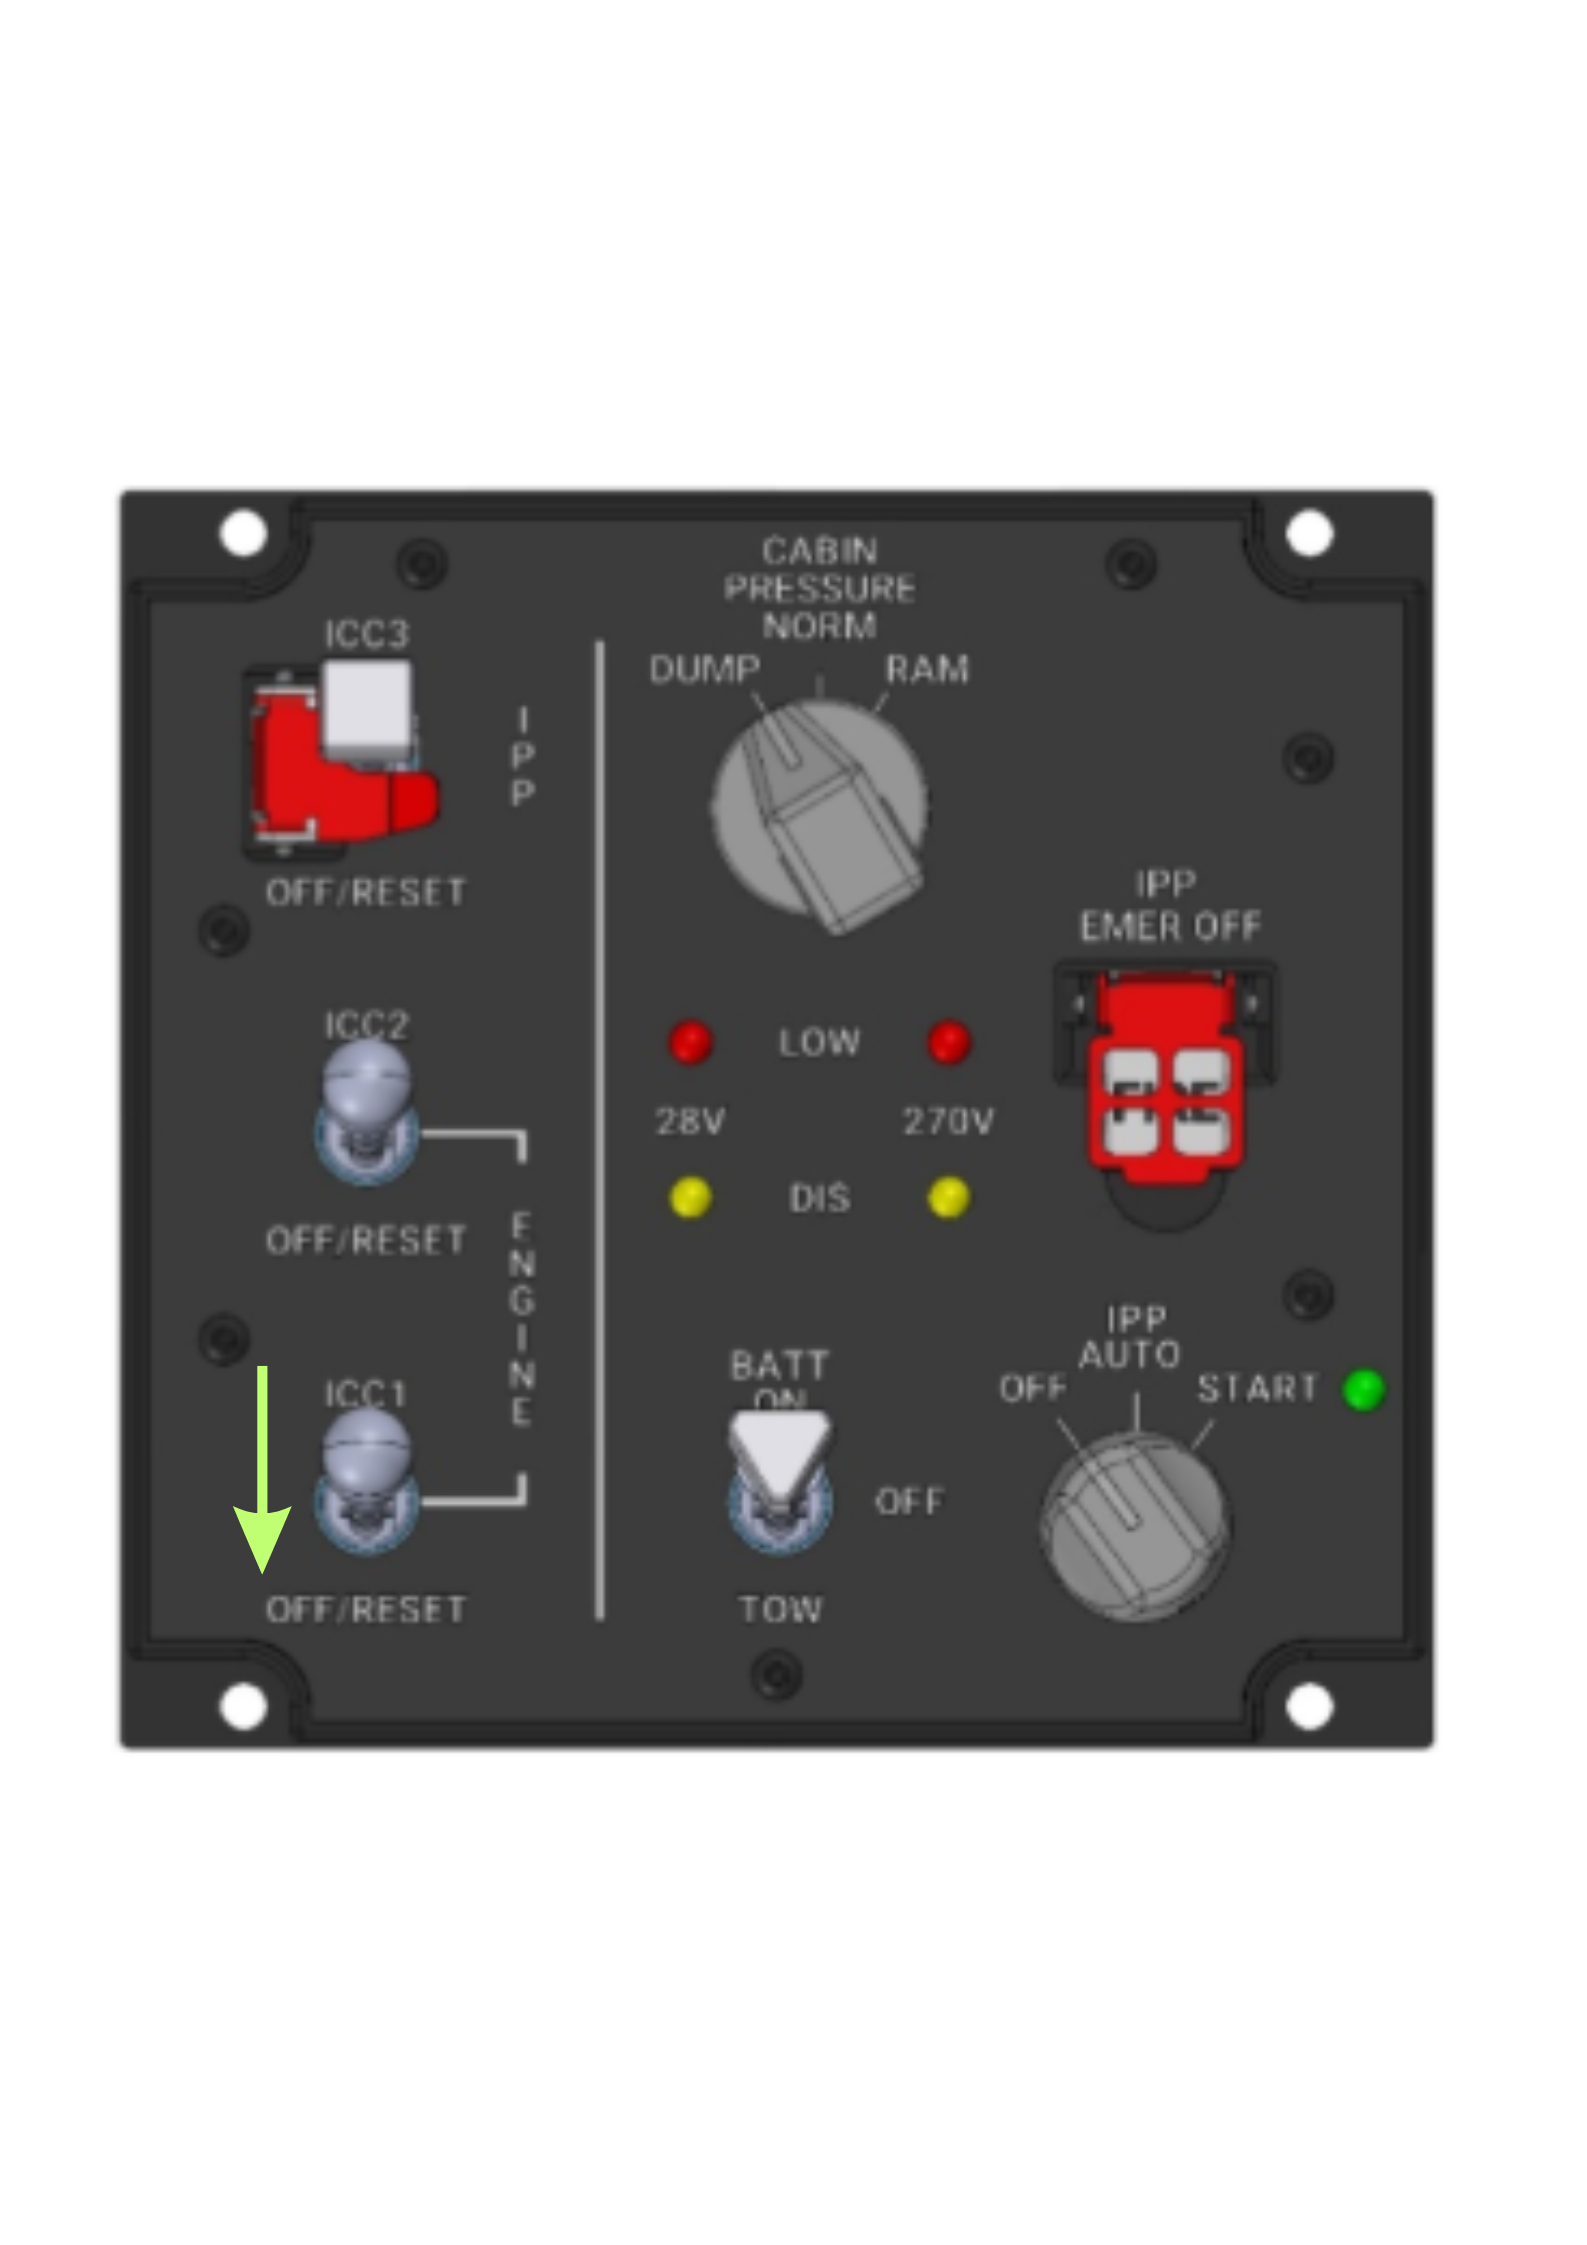 CABIN
PRESSURE
NORM
DUMP
RAM
ICC3
IPP
OFF/RESET
IPP
EMER OFF
ICC2
LOW
28V
270V
DIS
OFF/RESET
ENGINE
ICC1
OFF/RESET
BATT
ON
OFF
TOW
IPP
AUTO
OFF
START